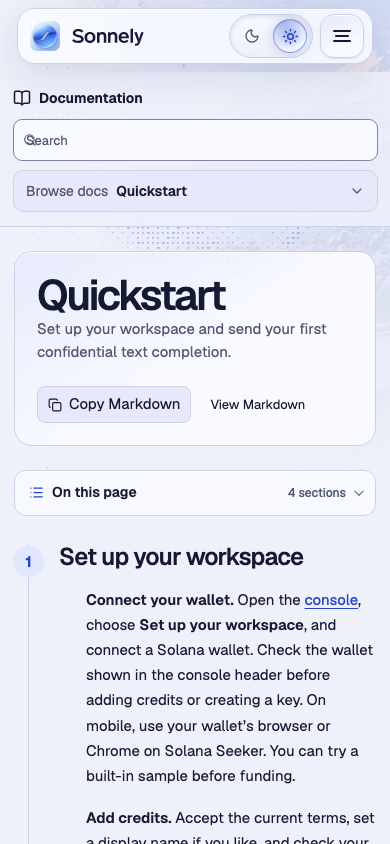 Sonnely
Documentation
Search
Browse docs Quickstart
Quickstart
Set up your workspace and send your first
confidential text completion.
Copy Markdown View Markdown
On this page 4 sections
1 Set up your workspace
Connect your wallet. Open the console,
choose Set up your workspace, and
connect a Solana wallet. Check the wallet
shown in the console header before
adding credits or creating a key. On
mobile, use your wallet’s browser or
Chrome on Solana Seeker. You can try a
built-in sample before funding.
Add credits. Accept the current terms, set
a display name if you like, and check your